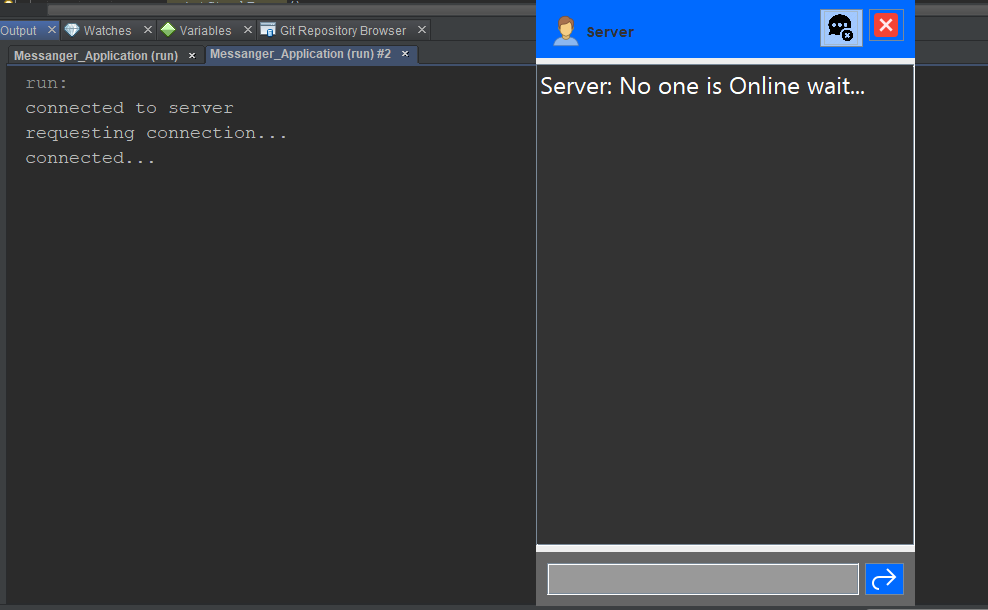 Output Watches Variables Git Repository Browser
Messanger_Application (run) Messanger_Application (run) #2
run:
connected to server
requesting connection...
connected...
Server
Server: No one is Online wait...